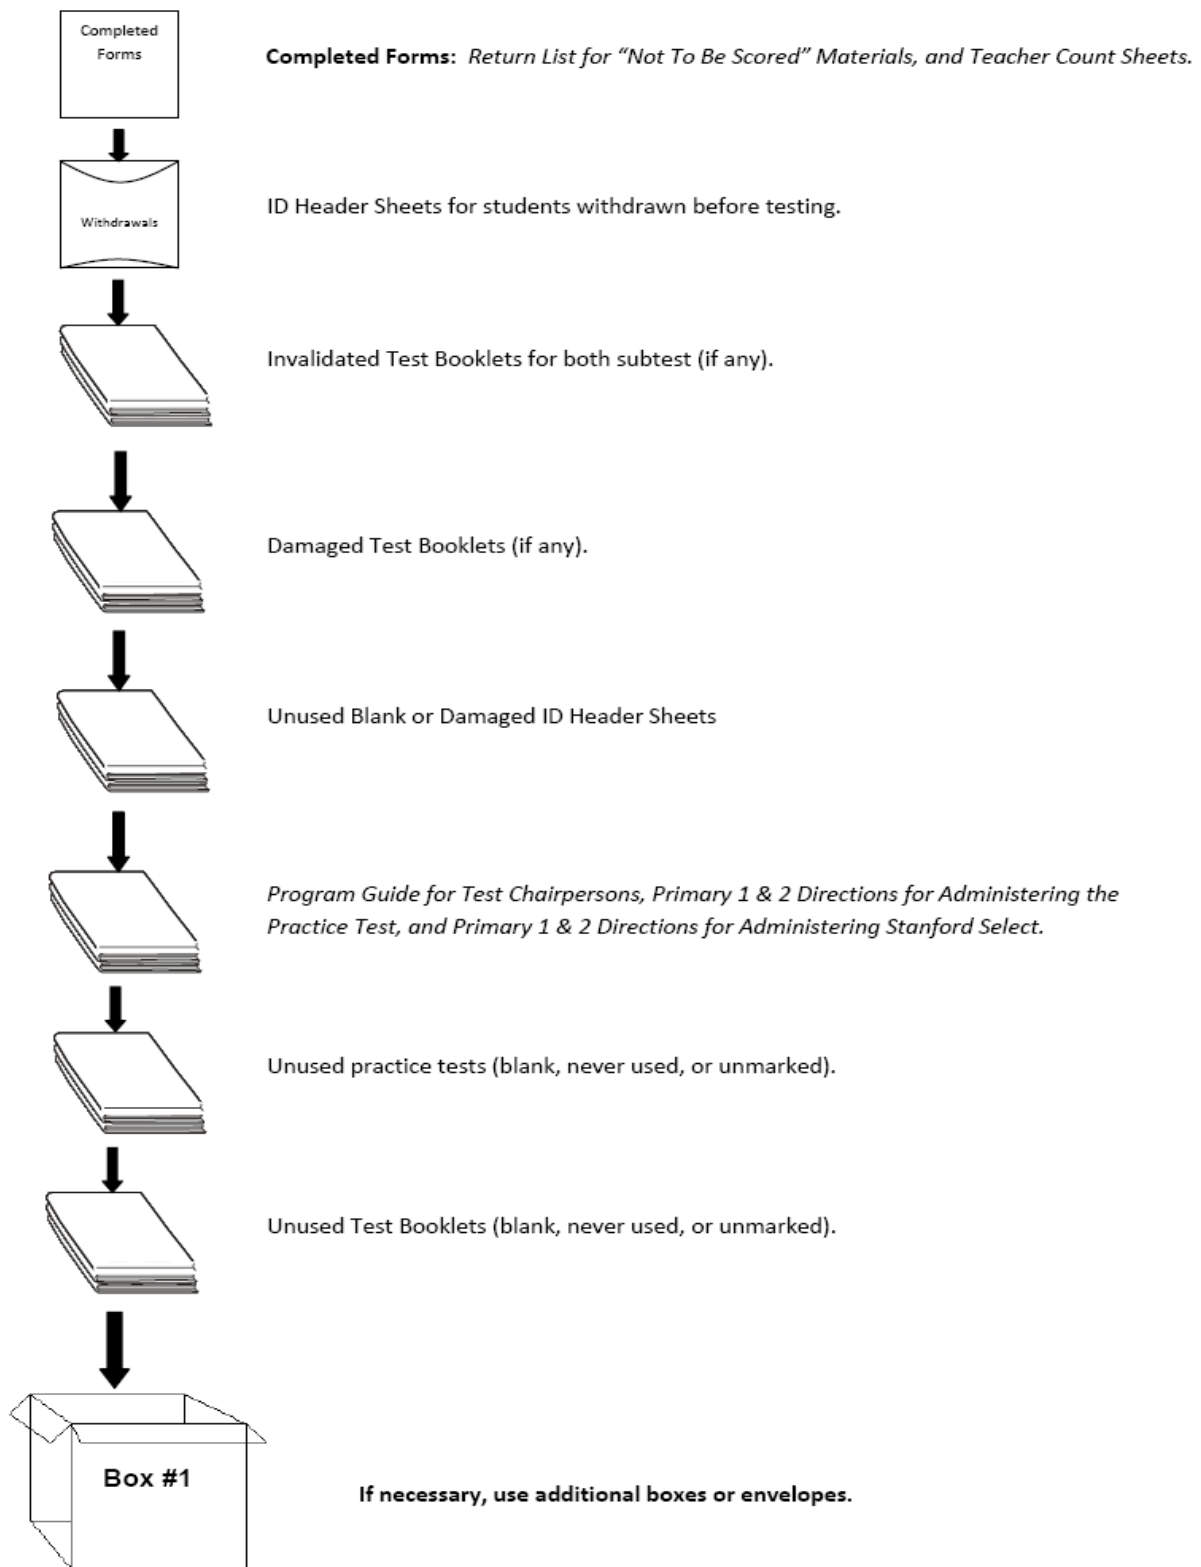 Completed
Forms
Completed Forms: Return List for “Not To Be Scored” Materials, and Teacher Count Sheets.
Withdrawals
ID Header Sheets for students withdrawn before testing.
Invalidated Test Booklets for both subtest (if any).
Damaged Test Booklets (if any).
Unused Blank or Damaged ID Header Sheets
Program Guide for Test Chairpersons, Primary 1 & 2 Directions for Administering the
Practice Test, and Primary 1 & 2 Directions for Administering Stanford Select.
Unused practice tests (blank, never used, or unmarked).
Unused Test Booklets (blank, never used, or unmarked).
Box #1
If necessary, use additional boxes or envelopes.